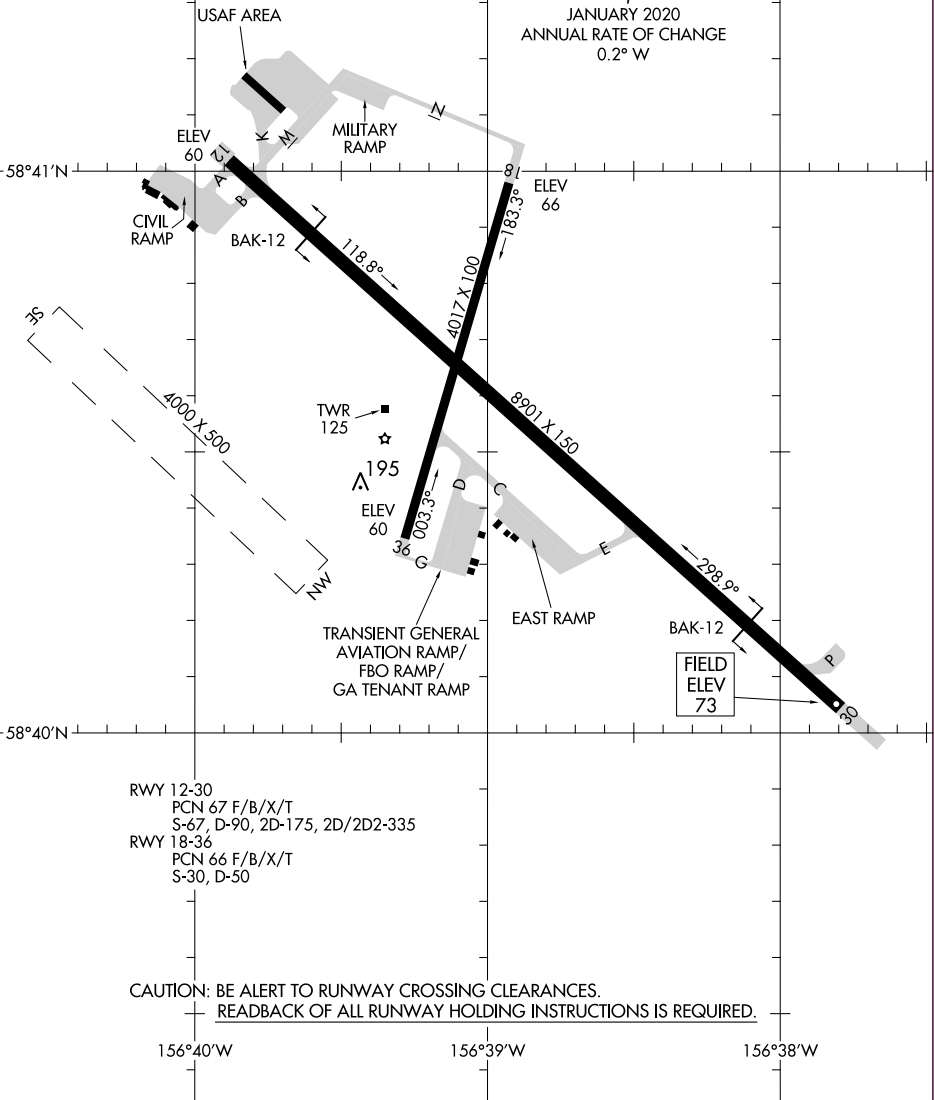 JANUARY 2020
ANNUAL RATE OF CHANGE
0.2° W
USAF AREA
MILITARY
RAMP
IZ
K
M
ELEV
60
12
58°41'N
A
B
CIVIL
RAMP
BAK-12
118.8°
18
ELEV
66
183.3°
4017 X 100
SE
4000 X 500
NW
TWR
125
195
8901 X 150
ELEV
60
003.3°
36
G
D
C
E
EAST RAMP
TRANSIENT GENERAL
AVIATION RAMP/
FBO RAMP/
GA TENANT RAMP
298.9°
BAK-12
P
FIELD
ELEV
73
30
58°40'N
RWY 12-30
PCN 67 F/B/X/T
S-67, D-90, 2D-175, 2D/2D2-335
RWY 18-36
PCN 66 F/B/X/T
S-30, D-50
CAUTION: BE ALERT TO RUNWAY CROSSING CLEARANCES.
READBACK OF ALL RUNWAY HOLDING INSTRUCTIONS IS REQUIRED.
156°40'W
156°39'W
156°38'W